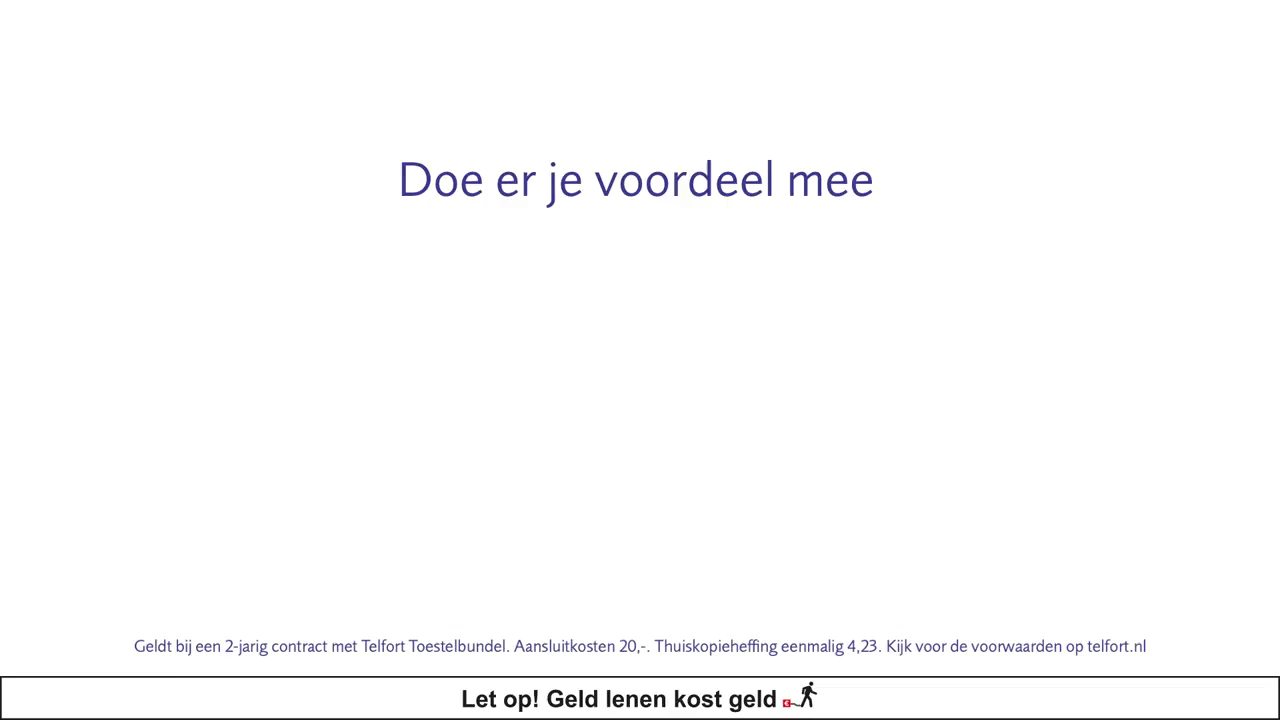 Doe er je voordeel mee
Geldt bij een 2-jarig contract met Telfort Toestelbundel. Aansluitkosten 20,-. Thuiskopieheffing eenmalig 4,23. Kijk voor de voorwaarden op telfort.nl
Let op! Geld lenen kost geld